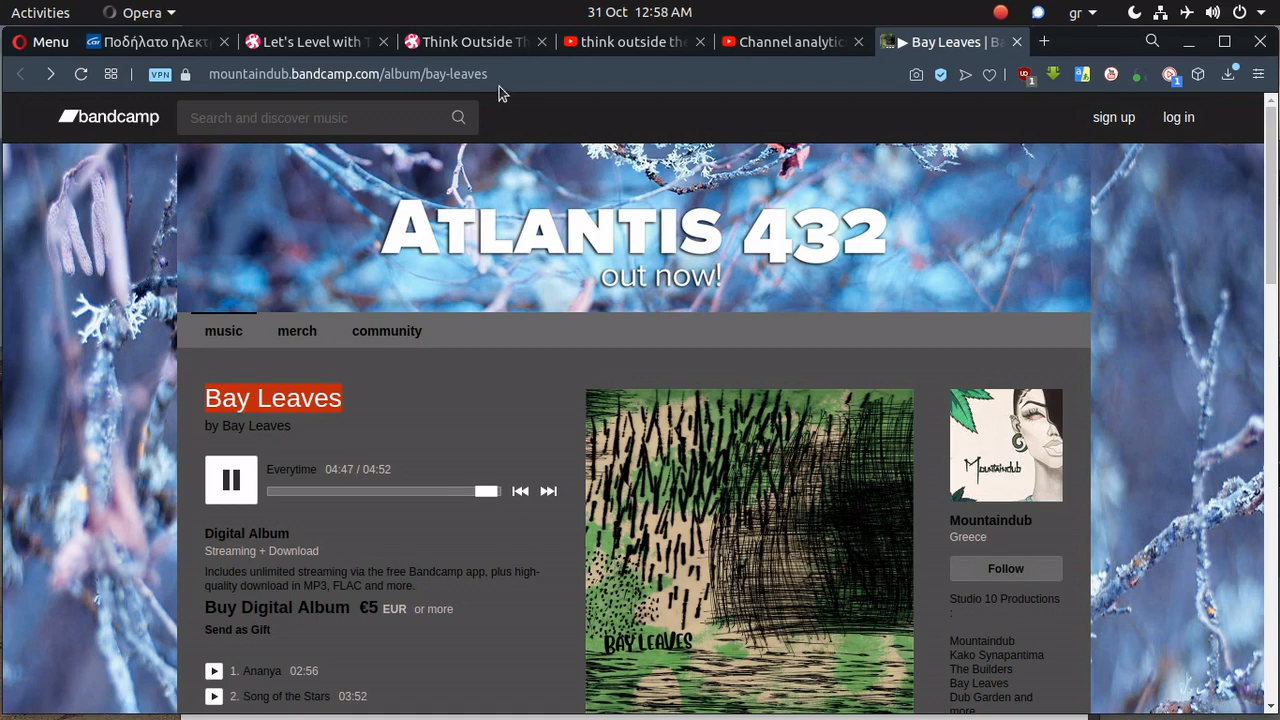 Activities Opera 31 Oct 12:58 AM gr
Menu Ποδήλατο ηλεκτ Let's Level with T Think Outside Th think outside the Channel analytic ▶ Bay Leaves | Ba
VPN mountaindub.bandcamp.com/album/bay-leaves 1 1
bandcamp Search and discover music sign up log in
ATLANTIS 432
out now!
music merch community
Bay Leaves
by Bay Leaves
Everytime 04:47 / 04:52
Digital Album
Streaming + Download
Includes unlimited streaming via the free Bandcamp app, plus high-
quality download in MP3, FLAC and more.
Buy Digital Album €5 EUR or more
Send as Gift
1. Ananya 02:56
2. Song of the Stars 03:52
BAY LEAVES
Mountaindub
Mountaindub
Greece
Follow
Studio 10 Productions
:
Mountaindub
Kako Synapantima
The Builders
Bay Leaves
Dub Garden and
more